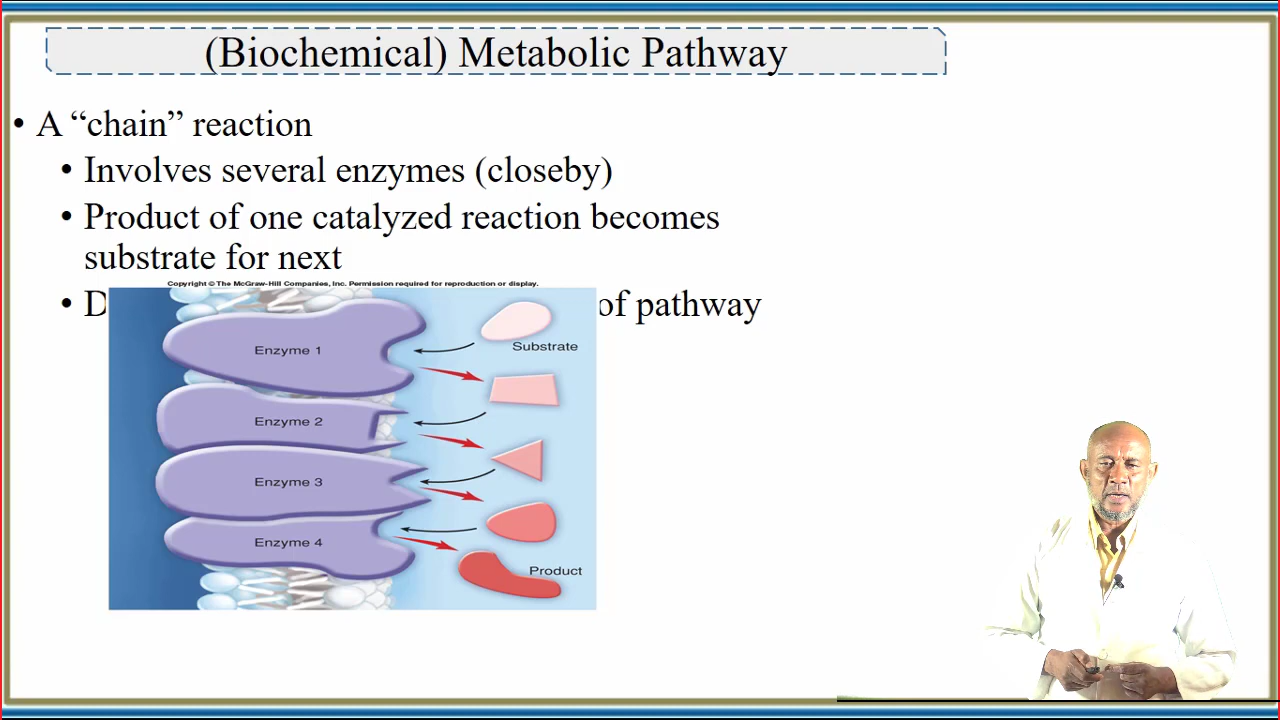 (Biochemical) Metabolic Pathway
• A “chain” reaction
• Involves several enzymes (closeby)
• Product of one catalyzed reaction becomes
substrate for next
Copyright © The McGraw-Hill Companies, Inc. Permission required for reproduction or display.
• D of pathway
Enzyme 1
Substrate
Enzyme 2
Enzyme 3
Enzyme 4
Product